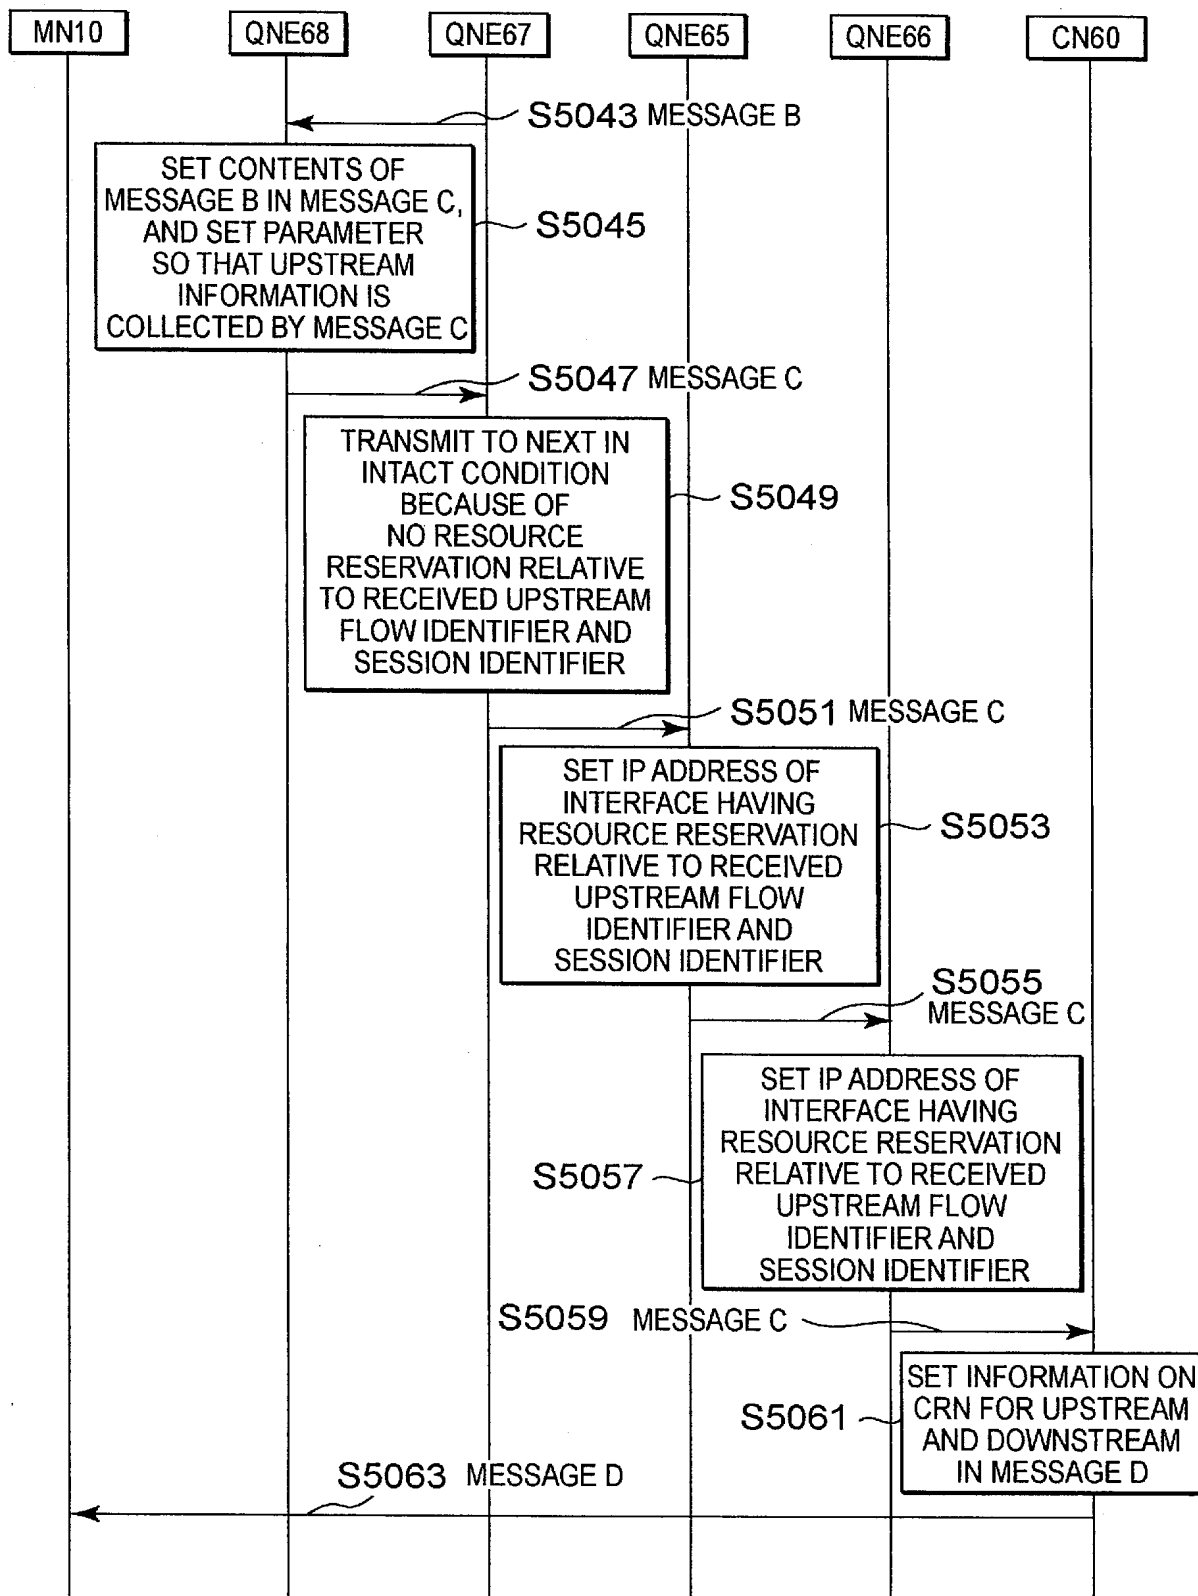 MN10 QNE68 QNE67 QNE65 QNE66 CN60
S5043 MESSAGE B
SET CONTENTS OF
MESSAGE B IN MESSAGE C,
AND SET PARAMETER
SO THAT UPSTREAM
INFORMATION IS
COLLECTED BY MESSAGE C
S5045
S5047 MESSAGE C
TRANSMIT TO NEXT IN
INTACT CONDITION
BECAUSE OF
NO RESOURCE
RESERVATION RELATIVE
TO RECEIVED UPSTREAM
FLOW IDENTIFIER AND
SESSION IDENTIFIER
S5049
S5051 MESSAGE C
SET IP ADDRESS OF
INTERFACE HAVING
RESOURCE RESERVATION
RELATIVE TO RECEIVED
UPSTREAM FLOW
IDENTIFIER AND
SESSION IDENTIFIER
S5053
S5055
MESSAGE C
SET IP ADDRESS OF
INTERFACE HAVING
RESOURCE RESERVATION
RELATIVE TO RECEIVED
UPSTREAM FLOW
IDENTIFIER AND
SESSION IDENTIFIER
S5057
S5059 MESSAGE C
SET INFORMATION ON
CRN FOR UPSTREAM
AND DOWNSTREAM
IN MESSAGE D
S5061
S5063 MESSAGE D